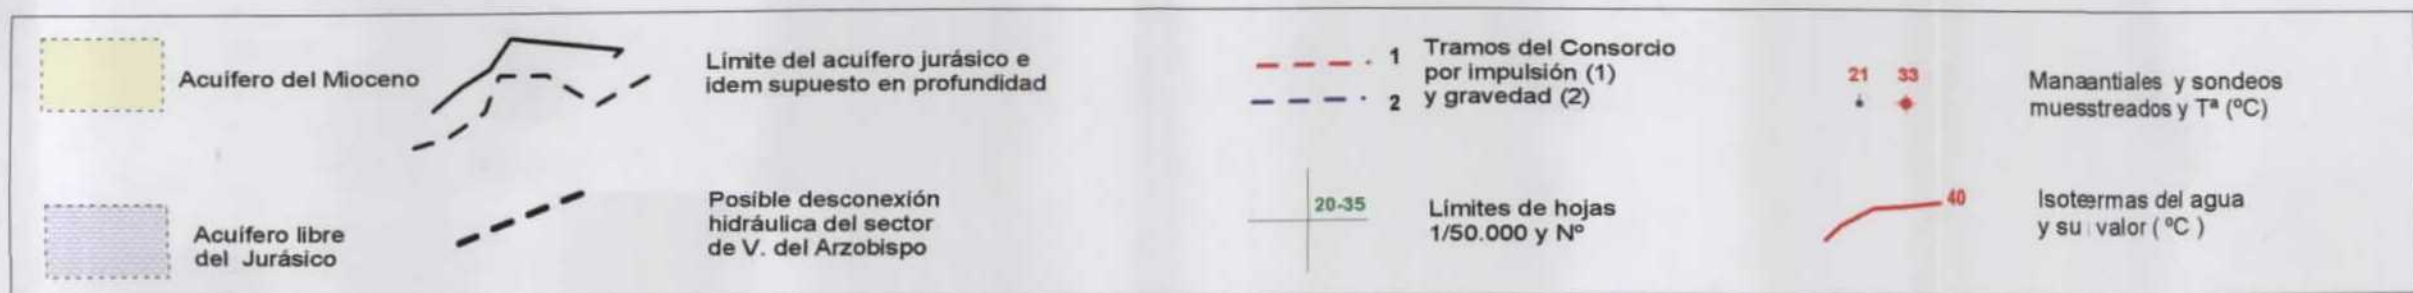 Acuífero del Mioceno
Límite del acuífero jurásico e
idem supuesto en profundidad
1
2
Tramos del Consorcio
por impulsión (1)
y gravedad (2)
21 33
Manaantiales y sondeos
muesstreados y Tª (ºC)
Acuífero libre
del Jurásico
Posible desconexión
hidráulica del sector
de V. del Arzobispo
20-35
Límites de hojas
1/50.000 y Nº
40
Isoteermas del agua
y su valor ( ºC )